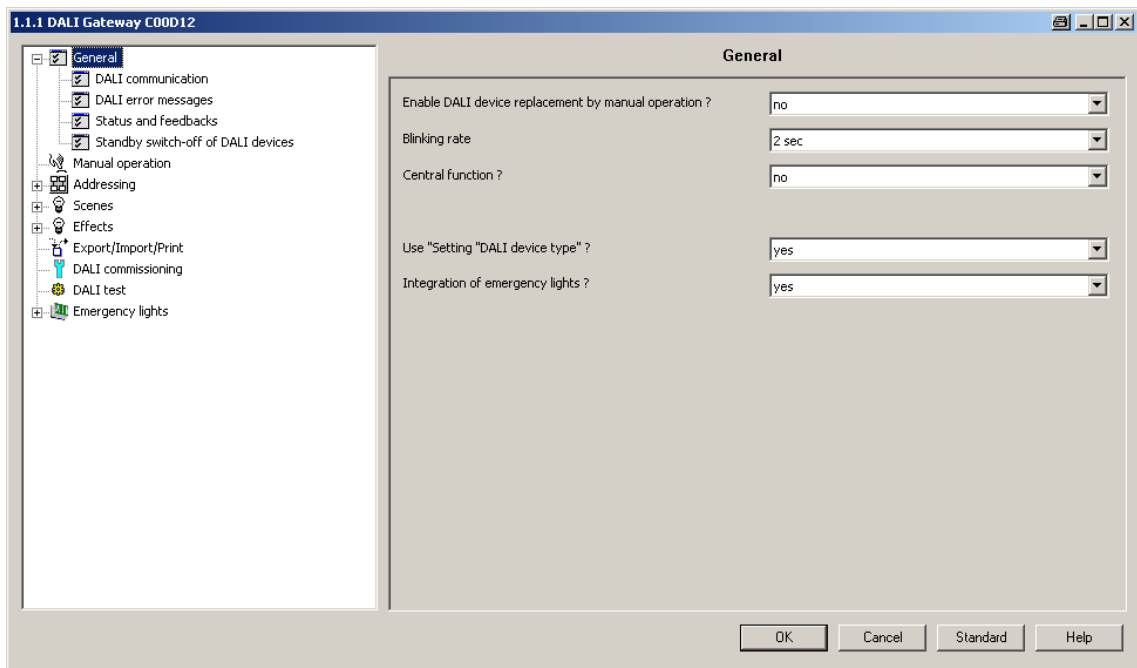 1.1.1 DALI Gateway C00D12
General
DALI communication
DALI error messages
Status and feedbacks
Standby switch-off of DALI devices
Manual operation
Addressing
Scenes
Effects
Export/Import/Print
DALI commissioning
DALI test
Emergency lights
General
Enable DALI device replacement by manual operation ? no
Blinking rate 2 sec
Central function ? no
Use "Setting "DALI device type" ? yes
Integration of emergency lights ? yes
OK Cancel Standard Help